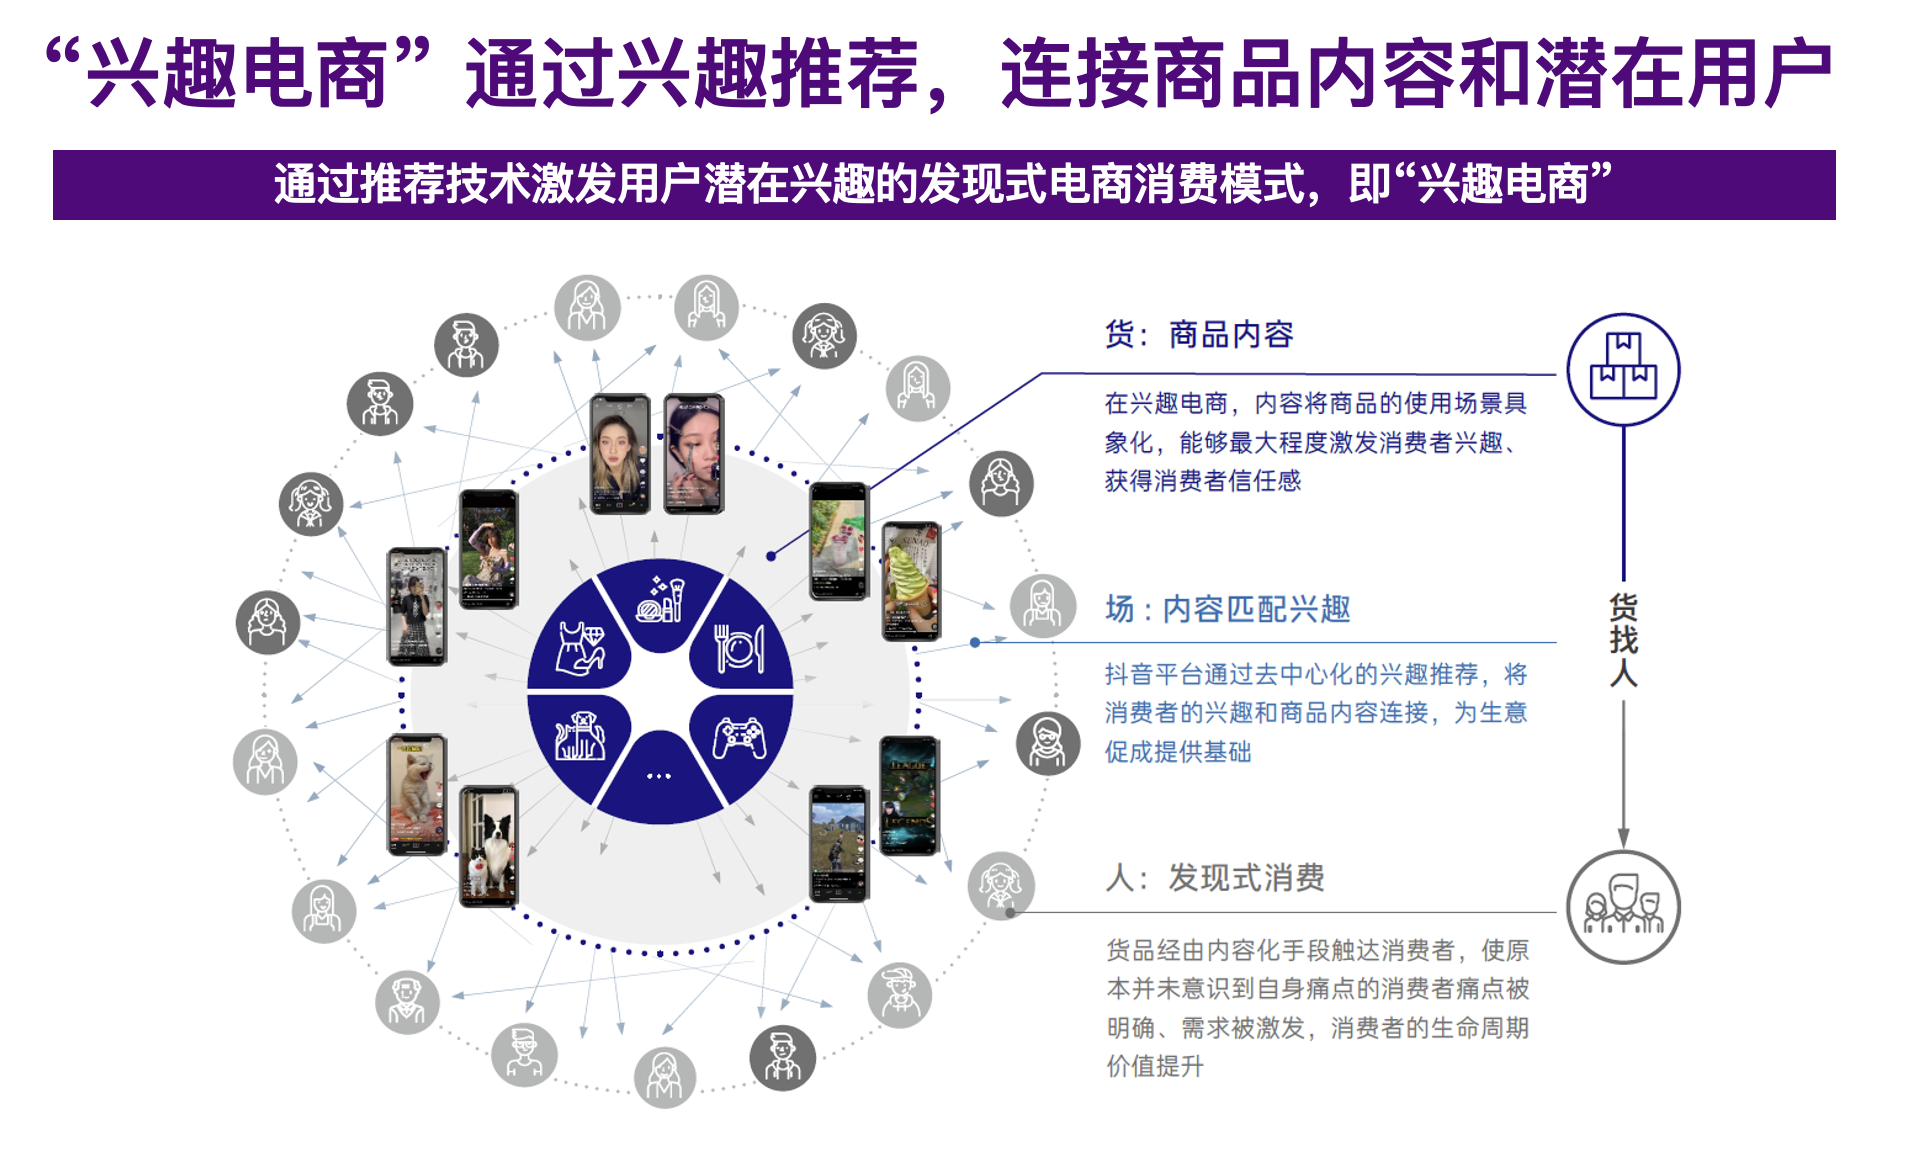 “兴趣电商”通过兴趣推荐，连接商品内容和潜在用户
通过推荐技术激发用户潜在兴趣的发现式电商消费模式，即“兴趣电商”
货：商品内容
在兴趣电商，内容将商品的使用场景具
象化，能够最大程度激发消费者兴趣、
获得消费者信任感
场：内容匹配兴趣
抖音平台通过去中心化的兴趣推荐，将
消费者的兴趣和商品内容连接，为生意
促成提供基础
人：发现式消费
货品经由内容化手段触达消费者，使原
本并未意识到自身痛点的消费者痛点被
明确、需求被激发，消费者的生命周期
价值提升
货
找
人